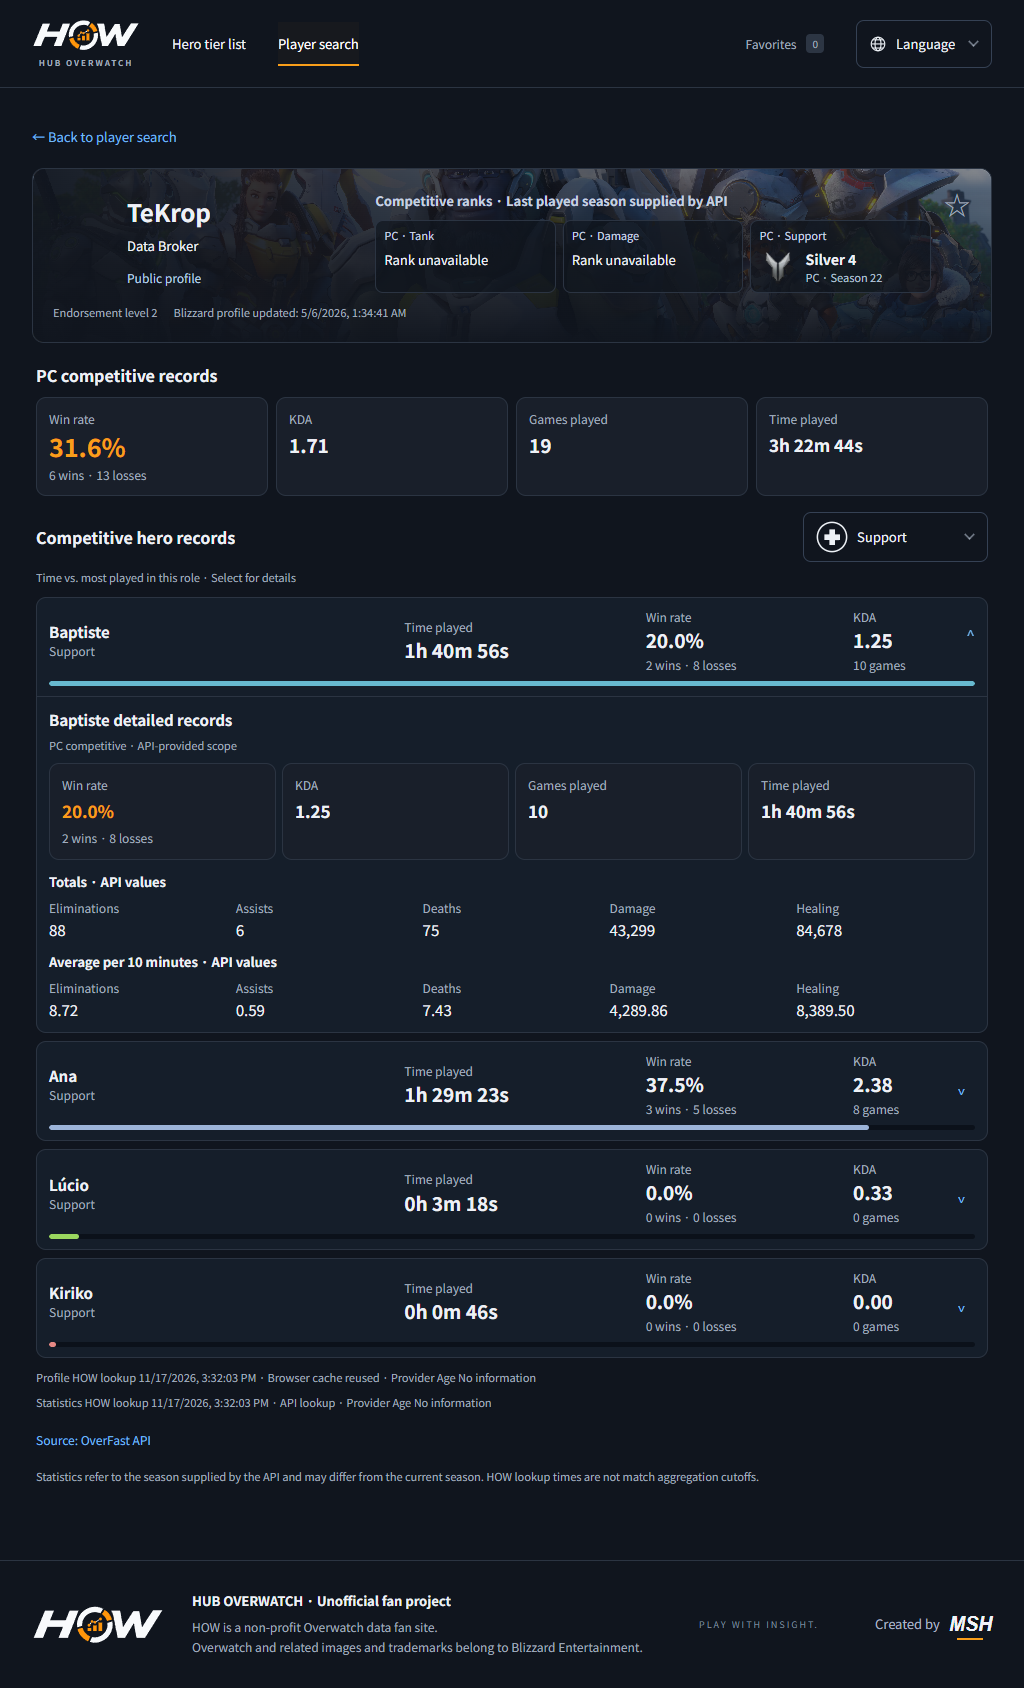 HOW
HUB OVERWATCH
Hero tier list
Player search
Favorites 0
Language
← Back to player search
TeKrop
Data Broker
Public profile
Competitive ranks · Last played season supplied by API
PC · Tank
Rank unavailable
PC · Damage
Rank unavailable
PC · Support
Silver 4
PC · Season 22
Endorsement level 2
Blizzard profile updated: 5/6/2026, 1:34:41 AM
PC competitive records
Win rate
31.6%
6 wins · 13 losses
KDA
1.71
Games played
19
Time played
3h 22m 44s
Competitive hero records
Support
Time vs. most played in this role · Select for details
Baptiste
Support
Time played
1h 40m 56s
Win rate
20.0%
2 wins · 8 losses
KDA
1.25
10 games
Baptiste detailed records
PC competitive · API-provided scope
Win rate
20.0%
2 wins · 8 losses
KDA
1.25
Games played
10
Time played
1h 40m 56s
Totals · API values
Eliminations
88
Assists
6
Deaths
75
Damage
43,299
Healing
84,678
Average per 10 minutes · API values
Eliminations
8.72
Assists
0.59
Deaths
7.43
Damage
4,289.86
Healing
8,389.50
Ana
Support
Time played
1h 29m 23s
Win rate
37.5%
3 wins · 5 losses
KDA
2.38
8 games
Lúcio
Support
Time played
0h 3m 18s
Win rate
0.0%
0 wins · 0 losses
KDA
0.33
0 games
Kiriko
Support
Time played
0h 0m 46s
Win rate
0.0%
0 wins · 0 losses
KDA
0.00
0 games
Profile HOW lookup 11/17/2026, 3:32:03 PM · Browser cache reused · Provider Age No information
Statistics HOW lookup 11/17/2026, 3:32:03 PM · API lookup · Provider Age No information
Source: OverFast API
Statistics refer to the season supplied by the API and may differ from the current season. HOW lookup times are not match aggregation cutoffs.
HOW
HUB OVERWATCH · Unofficial fan project
HOW is a non-profit Overwatch data fan site.
Overwatch and related images and trademarks belong to Blizzard Entertainment.
PLAY WITH INSIGHT.
Created by MSH